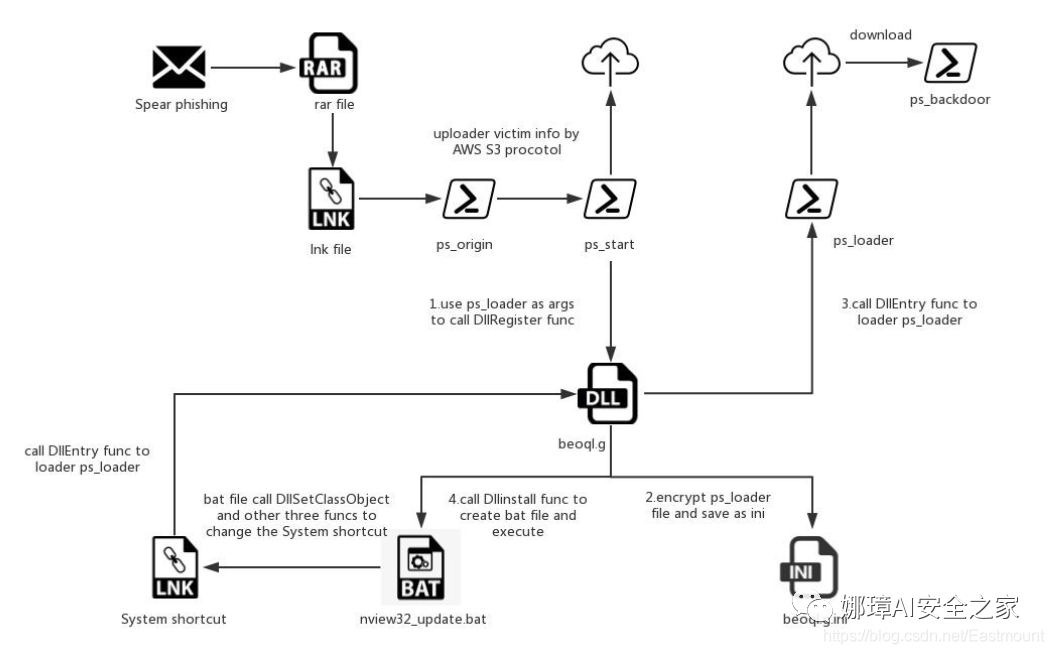 download
RAR
Spear phishing
rar file
ps_backdoor
uploader victim info by
AWS S3 procotol
LNK
lnk file
ps_origin
ps_start
ps_loader
1.use ps_loader as args
to call DllRegister func
3.call DllEntry func to
loader ps_loader
DLL
beoql.g
call DllEntry func to
loader ps_loader
bat file call DllSetClassObject
and other three funcs to
change the System shortcut
4.call Dllinstall func to
create bat file and
execute
2.encrypt ps_loader
file and save as ini
LNK
BAT
INI
System shortcut
nview32_update.bat
beoql.g.ini
娜璋AI安全之家
https://blog.csdn.net/Eastmount